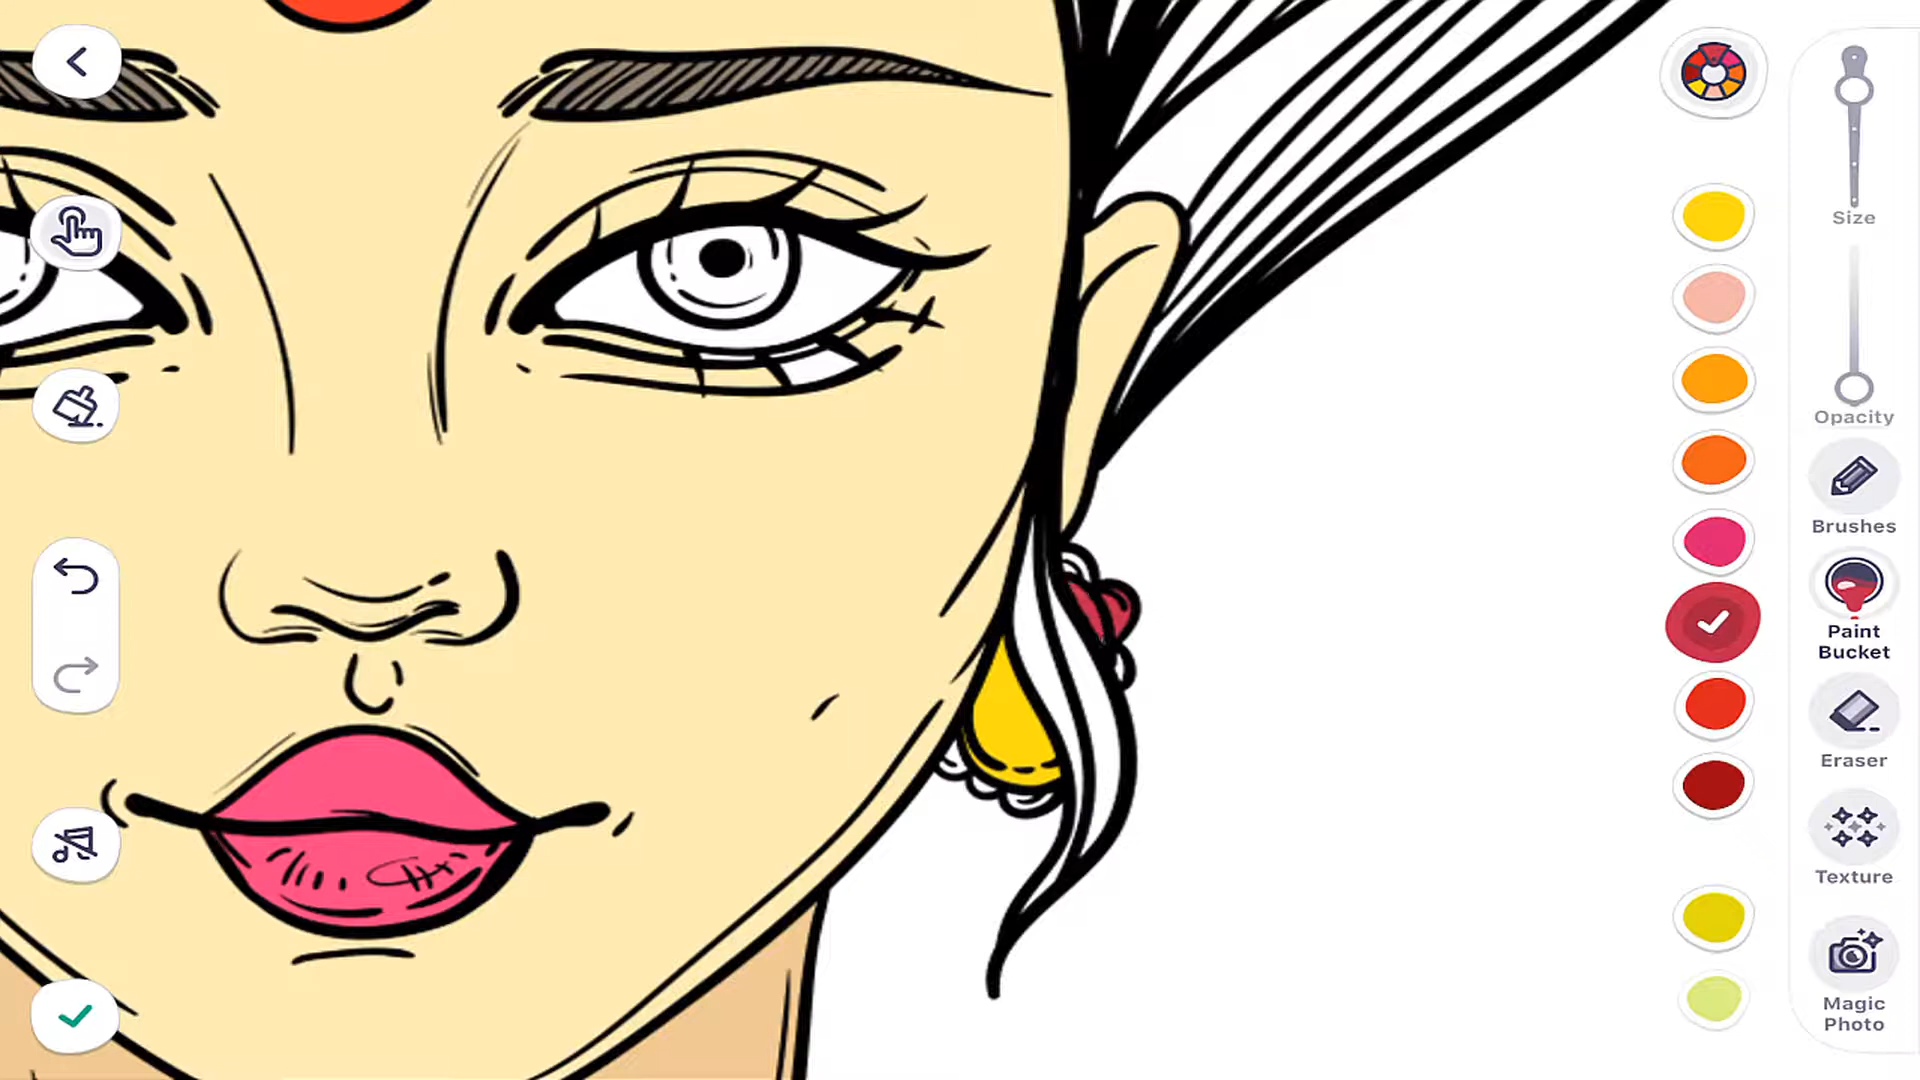 Size
Opacity
Brushes
Paint
Bucket
Eraser
Texture
Magic
Photo